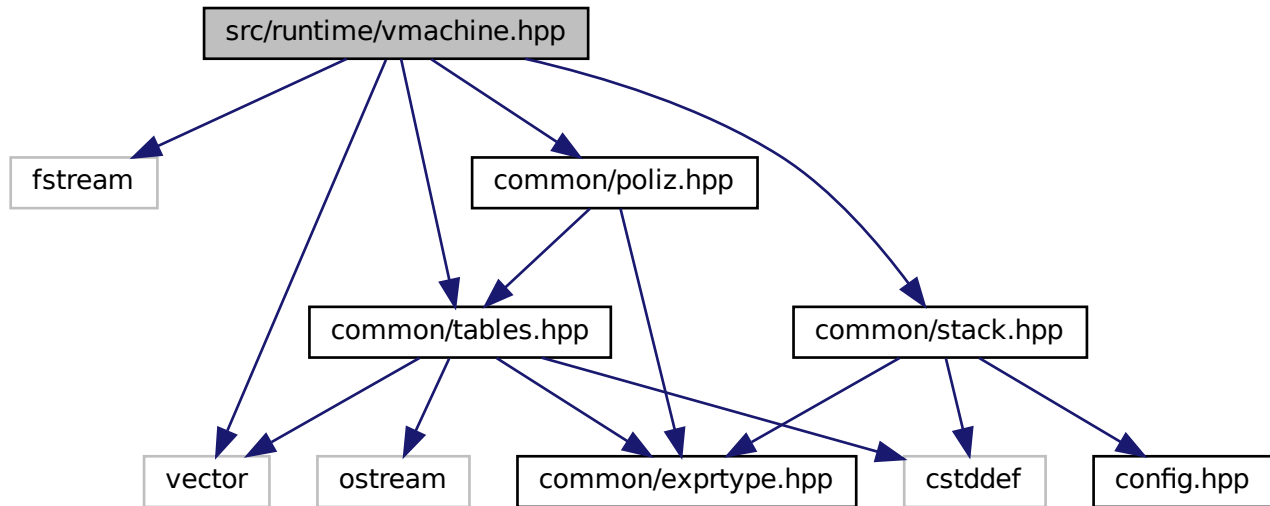 src/runtime/vmachine.hpp
fstream
common/poliz.hpp
common/tables.hpp
common/stack.hpp
vector
ostream
common/exprtype.hpp
cstddef
config.hpp